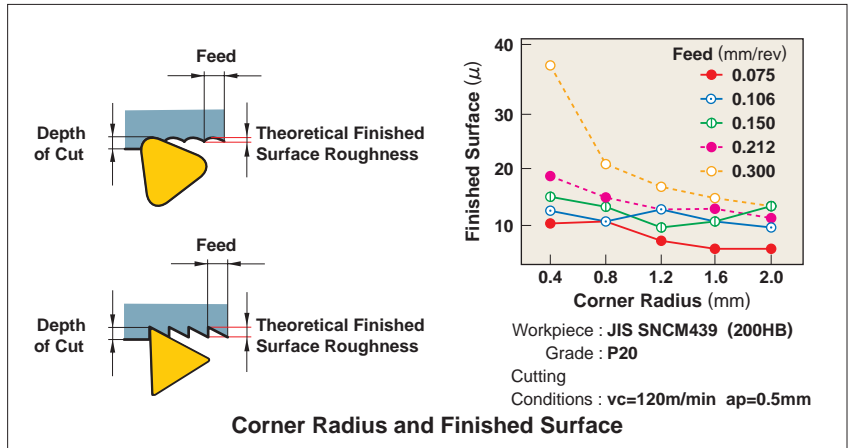 Feed
Depth
of Cut
Theoretical Finished
Surface Roughness
Feed
Depth
of Cut
Theoretical Finished
Surface Roughness
Finished Surface (μ)
40
30
20
10
Feed (mm/rev)
0.075
0.106
0.150
0.212
0.300
0.4 0.8 1.2 1.6 2.0
Corner Radius (mm)
Workpiece : JIS SNCM439 (200HB)
Grade : P20
Cutting
Conditions : vc=120m/min ap=0.5mm
Corner Radius and Finished Surface